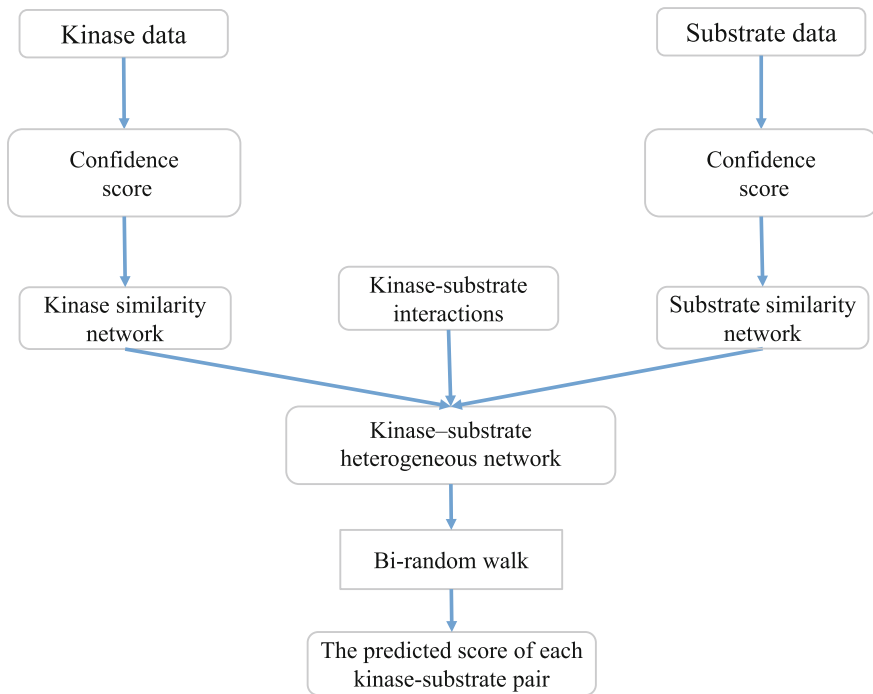 Kinase data
Substrate data
Confidence
score
Confidence
score
Kinase similarity
network
Kinase-substrate
interactions
Substrate similarity
network
Kinase–substrate
heterogeneous network
Bi-random walk
The predicted score of each
kinase-substrate pair